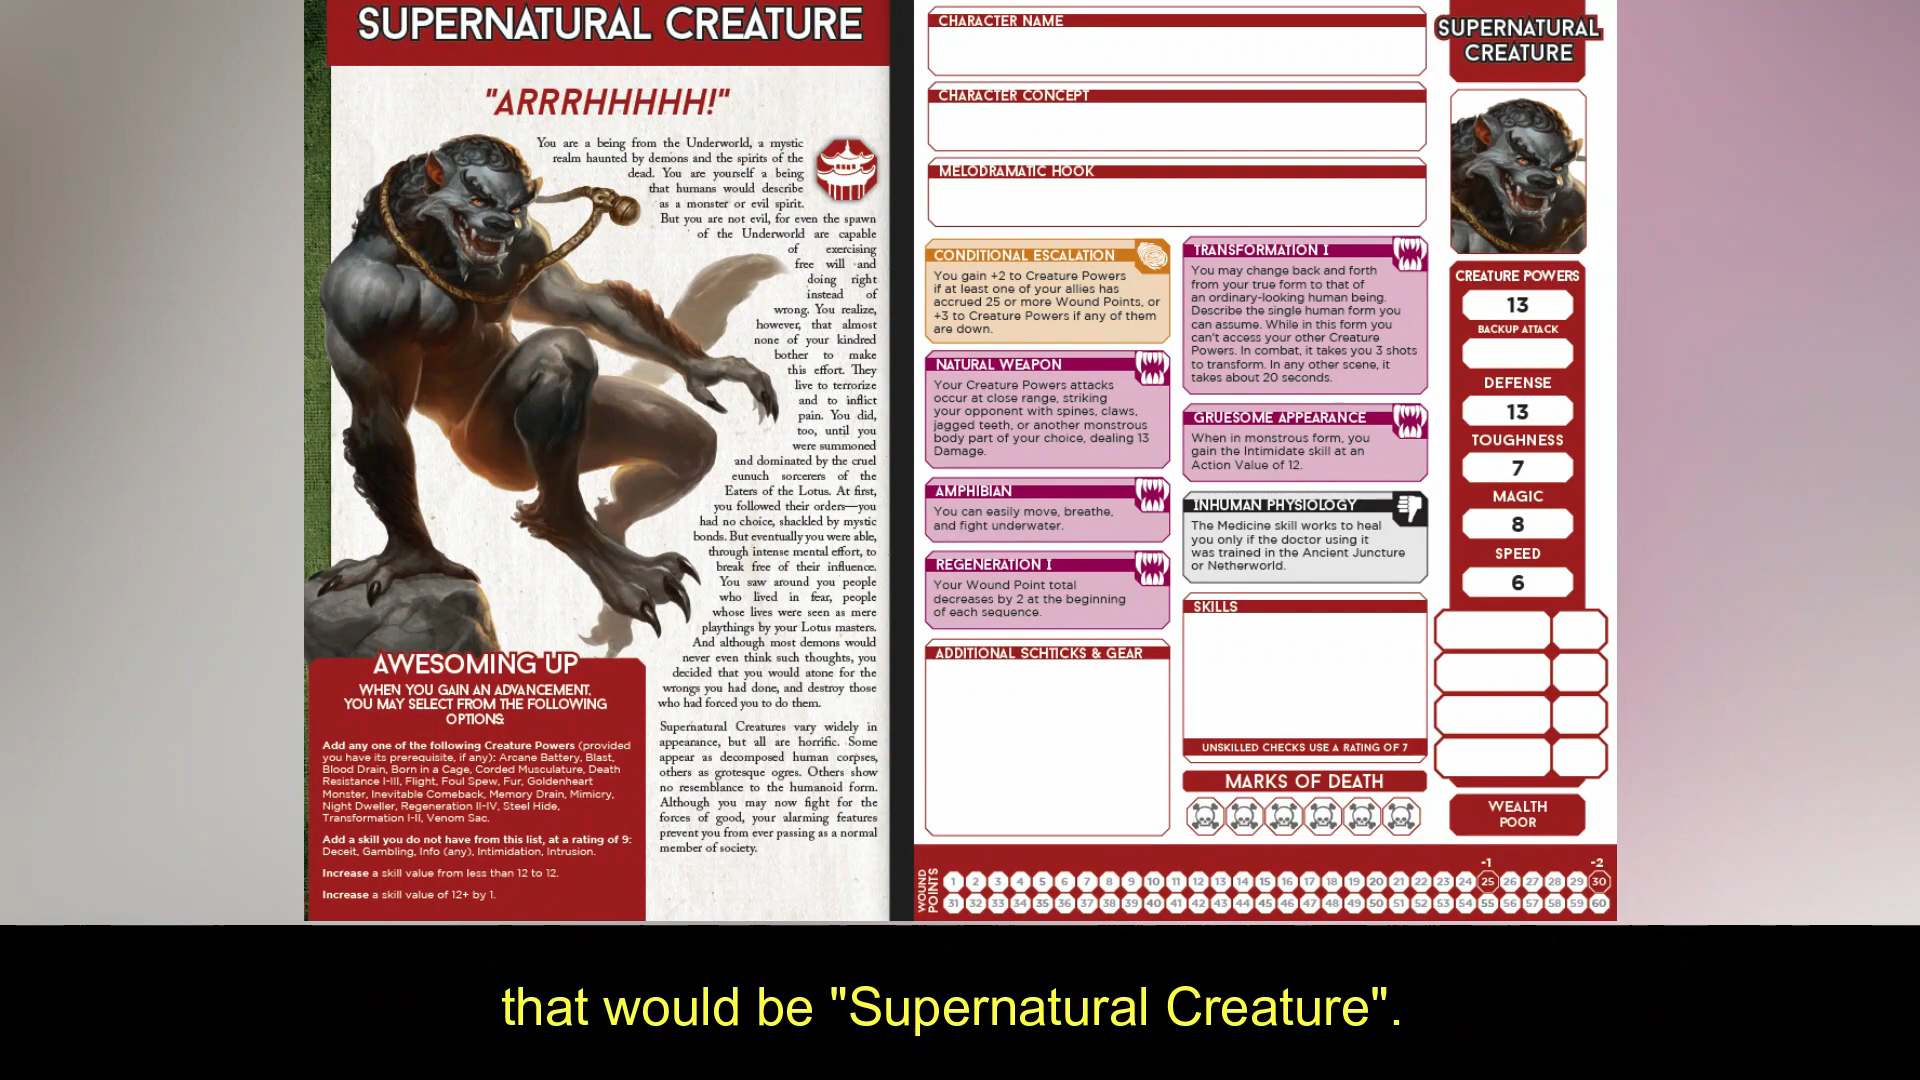 SUPERNATURAL CREATURE
"ARRRHHHHH!"
You are a being from the Underworld, a mystic
realm haunted by demons and the spirits of the
dead. You are yourself a being
that humans would describe
as a monster or evil spirit.
But you are not evil, for even the spawn
of the Underworld are capable
of exercising
free will and
doing right
instead of
wrong. You realize,
however, that almost
none of your kindred
bother to make
this effort. They
live to terrorize
and to inflict
pain. You did,
too, until you
were summoned
and dominated by the cruel
eunuch sorcerers of the
Eaters of the Lotus. At first,
you followed their orders—you
had no choice, shackled by mystic
bonds. But eventually you were able,
through intense mental effort, to
break free of their influence.
You saw around you people
who lived in fear, people
whose lives were seen as mere
playthings by your Lotus masters.
And although most demons would
never even think such thoughts, you
decided that you would atone for the
wrongs you had done, and destroy those
who had forced you to do them.
Supernatural Creatures vary widely in
appearance, but all are horrific. Some
appear as decomposed human corpses,
others as grotesque ogres. Others show
no resemblance to the humanoid form.
Although you may now fight for the
forces of good, your alarming features
prevent you from ever passing as a normal
member of society.
AWESOMING UP
WHEN YOU GAIN AN ADVANCEMENT,
YOU MAY SELECT FROM THE FOLLOWING
OPTIONS:
Add any one of the following Creature Powers (provided
you have its prerequisite, if any): Arcane Battery, Blast,
Blood Drain, Born in a Cage, Corded Musculature, Death
Resistance I-III, Flight, Foul Spew, Fur, Goldenheart
Monster, Inevitable Comeback, Memory Drain, Mimicry,
Night Dweller, Regeneration II-IV, Steel Hide,
Transformation I-II, Venom Sac.
Add a skill you do not have from this list, at a rating of 9:
Deceit, Gambling, Info (any), Intimidation, Intrusion.
Increase a skill value from less than 12 to 12.
Increase a skill value of 12+ by 1.
CHARACTER NAME
CHARACTER CONCEPT
MELODRAMATIC HOOK
CONDITIONAL ESCALATION
You gain +2 to Creature Powers
if at least one of your allies has
accrued 25 or more Wound Points, or
+3 to Creature Powers if any of them
are down.
NATURAL WEAPON
Your Creature Powers attacks
occur at close range, striking
your opponent with spines, claws,
jagged teeth, or another monstrous
body part of your choice, dealing 13
Damage.
AMPHIBIAN
You can easily move, breathe,
and fight underwater.
REGENERATION I
Your Wound Point total
decreases by 2 at the beginning
of each sequence.
ADDITIONAL SCHTICKS & GEAR
TRANSFORMATION I
You may change back and forth
from your true form to that of
an ordinary-looking human being.
Describe the single human form you
can assume. While in this form you
can't access your other Creature
Powers. In combat, it takes you 3 shots
to transform. In any other scene, it
takes about 20 seconds.
GRUESOME APPEARANCE
When in monstrous form, you
gain the Intimidate skill at an
Action Value of 12.
INHUMAN PHYSIOLOGY
The Medicine skill works to heal
you only if the doctor using it
was trained in the Ancient Juncture
or Netherworld.
SKILLS
UNSKILLED CHECKS USE A RATING OF 7
MARKS OF DEATH
SUPERNATURAL
CREATURE
CREATURE POWERS
13
BACKUP ATTACK
DEFENSE
13
TOUGHNESS
7
MAGIC
8
SPEED
6
WEALTH
POOR
WOUND
POINTS
-1 -2
1 2 3 4 5 6 7 8 9 10 11 12 13 14 15 16 17 18 19 20 21 22 23 24 25 26 27 28 29 30
31 32 33 34 35 36 37 38 39 40 41 42 43 44 45 46 47 48 49 50 51 52 53 54 55 56 57 58 59 60
that would be "Supernatural Creature".